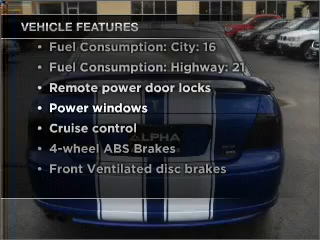 VEHICLE FEATURES
• Fuel Consumption: City: 16
• Fuel Consumption: Highway: 21
• Remote power door locks
• Power windows
• Cruise control
• 4-wheel ABS Brakes
• Front Ventilated disc brakes
ALPHA